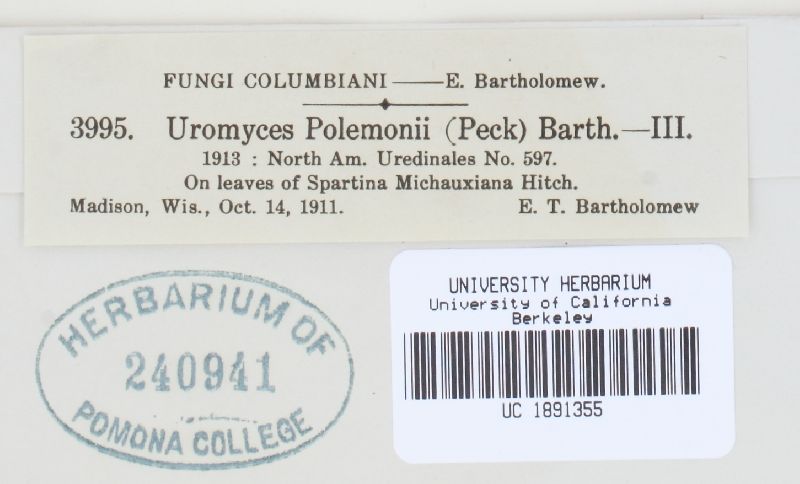 FUNGI COLUMBIANI——E. Bartholomew.
3995. Uromyces Polemonii (Peck) Barth.—III.
1913 : North Am. Uredinales No. 597.
On leaves of Spartina Michauxiana Hitch.
Madison, Wis., Oct. 14, 1911. E. T. Bartholomew
HERBARIUM OF
240941
POMONA COLLEGE
UNIVERSITY HERBARIUM
University of California
Berkeley
UC 1891355